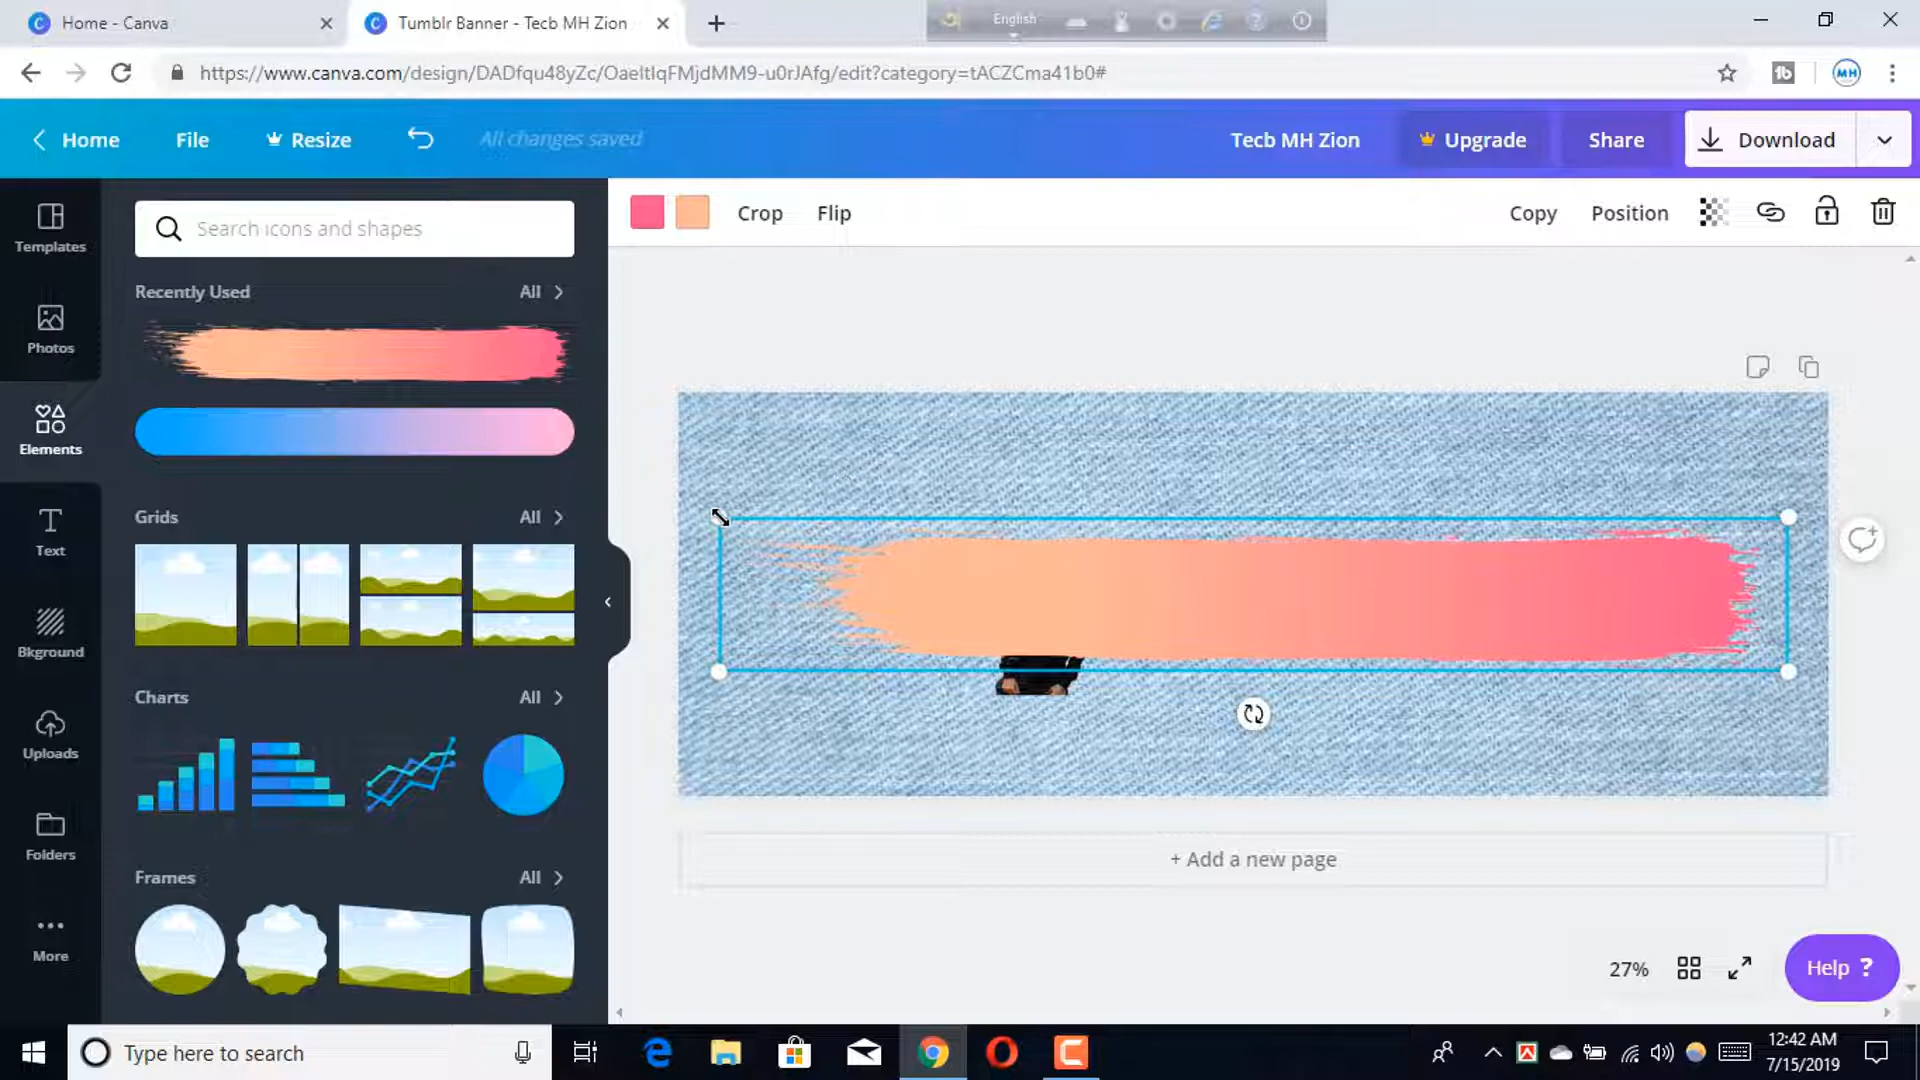 Home - Canva
Tumblr Banner - Tecb MH Zion
English
https://www.canva.com/design/DADfqu48yZc/OaeltIqFMjdMM9-u0rJAfg/edit?category=tACZCma41b0#
MH
Home
File
Resize
All changes saved
Tecb MH Zion
Upgrade
Share
Download
Templates
Photos
Elements
Text
Bkground
Uploads
Folders
More
Search icons and shapes
Recently Used
All
Grids
All
Charts
All
Frames
All
Crop
Flip
Copy
Position
+ Add a new page
27%
Help ?
Type here to search
12:42 AM
7/15/2019